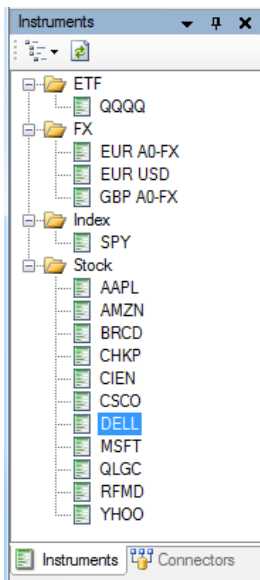 Instruments
ETF
QQQQ
FX
EUR A0-FX
EUR USD
GBP A0-FX
Index
SPY
Stock
AAPL
AMZN
BRCD
CHKP
CIEN
CSCO
DELL
MSFT
QLGC
RFMD
YHOO
Instruments Connectors